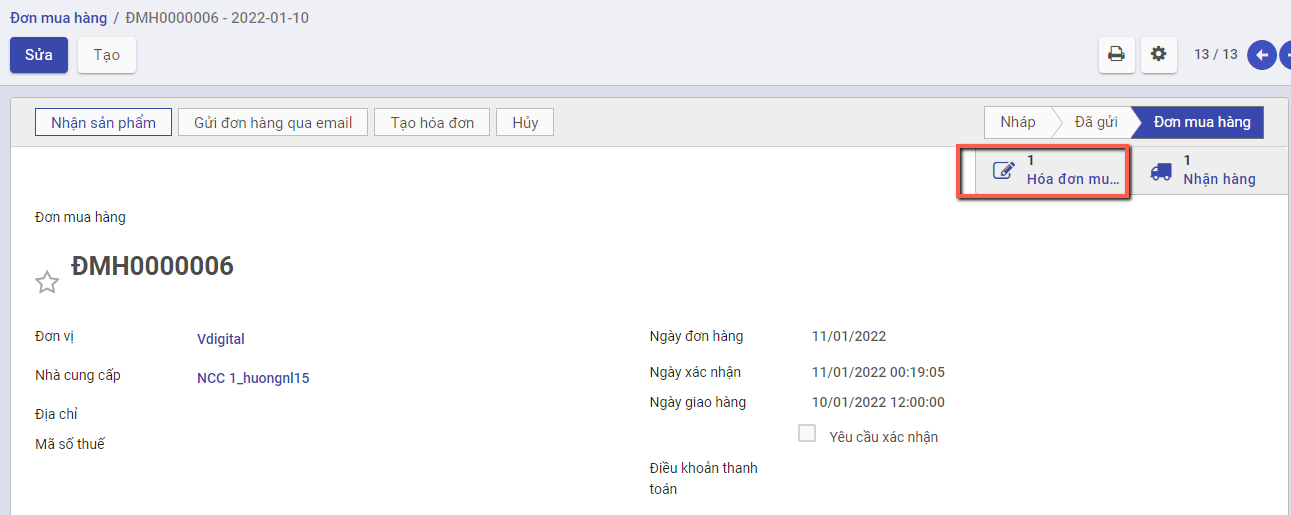 Đơn mua hàng / ĐMH0000006 - 2022-01-10
Sửa Tạo 13 / 13
Nhận sản phẩm Gửi đơn hàng qua email Tạo hóa đơn Hủy Nháp Đã gửi Đơn mua hàng
1 Hóa đơn mu...
1 Nhận hàng
Đơn mua hàng
ĐMH0000006
Đơn vị Vdigital
Nhà cung cấp NCC 1_huongnl15
Địa chỉ
Mã số thuế
Ngày đơn hàng 11/01/2022
Ngày xác nhận 11/01/2022 00:19:05
Ngày giao hàng 10/01/2022 12:00:00
Yêu cầu xác nhận
Điều khoản thanh
toán